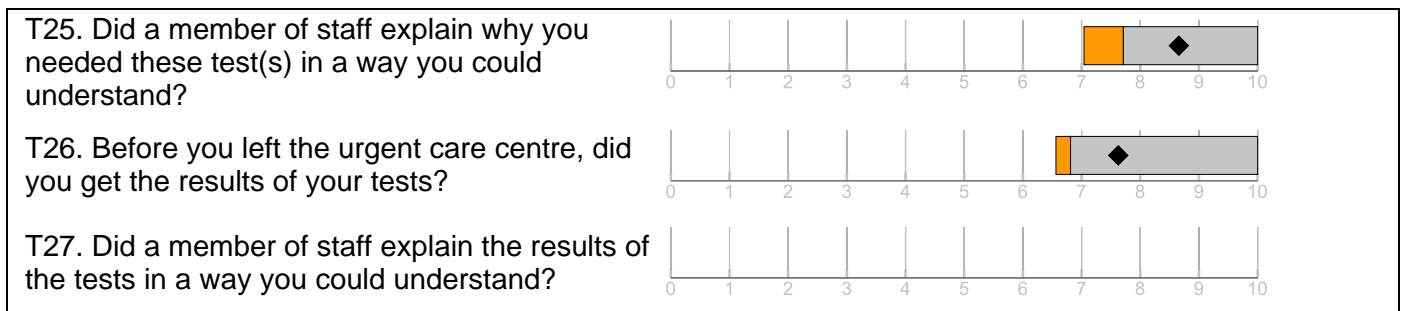 T25. Did a member of staff explain why you
needed these test(s) in a way you could
understand?
0 1 2 3 4 5 6 7 8 9 10
T26. Before you left the urgent care centre, did
you get the results of your tests?
0 1 2 3 4 5 6 7 8 9 10
T27. Did a member of staff explain the results of
the tests in a way you could understand?
0 1 2 3 4 5 6 7 8 9 10